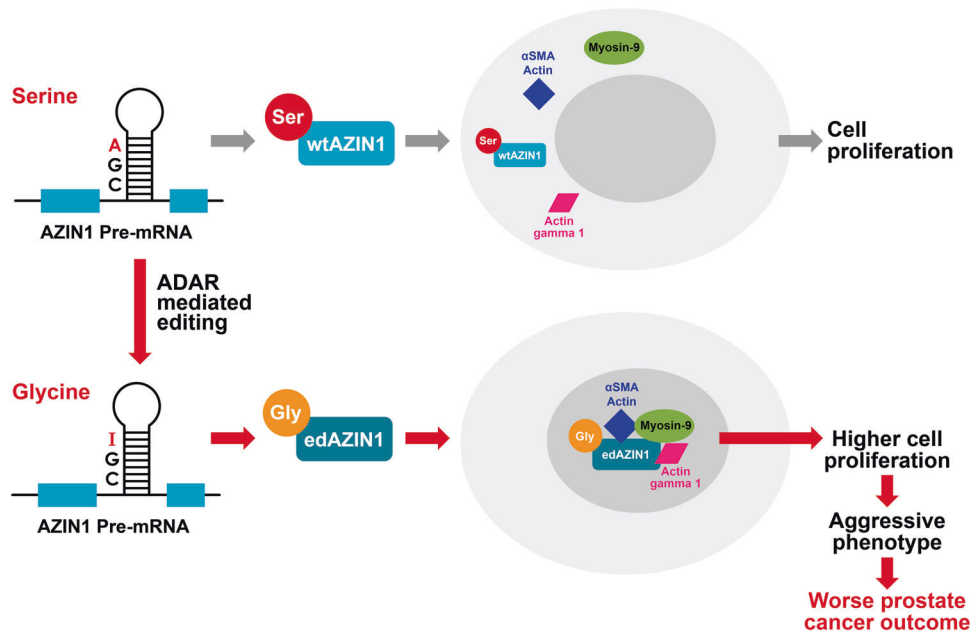 Serine
A
G
C
AZIN1 Pre-mRNA
Ser
wtAZIN1
αSMA
Actin
Myosin-9
Ser
wtAZIN1
Actin
gamma 1
Cell
proliferation
ADAR
mediated
editing
Glycine
I
G
C
AZIN1 Pre-mRNA
Gly
edAZIN1
αSMA
Actin
Myosin-9
Gly
edAZIN1
Actin
gamma 1
Higher cell
proliferation
Aggressive
phenotype
Worse prostate
cancer outcome